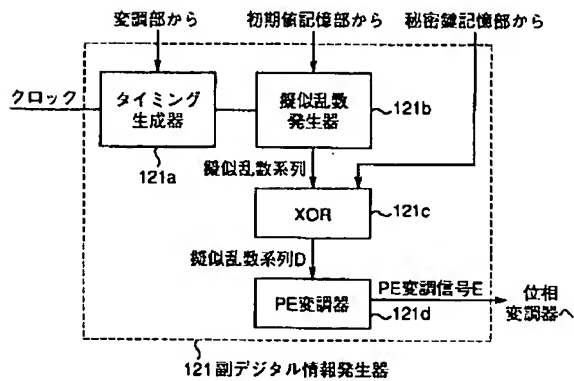 変調部から
初期値記憶部から
秘密鍵記憶部から
クロック
タイミング
生成器
121a
擬似乱数
発生器
121b
擬似乱数系列
XOR
121c
擬似乱数系列D
PE変調器
121d
PE変調信号E
位相
変調器へ
121 副デジタル情報発生器